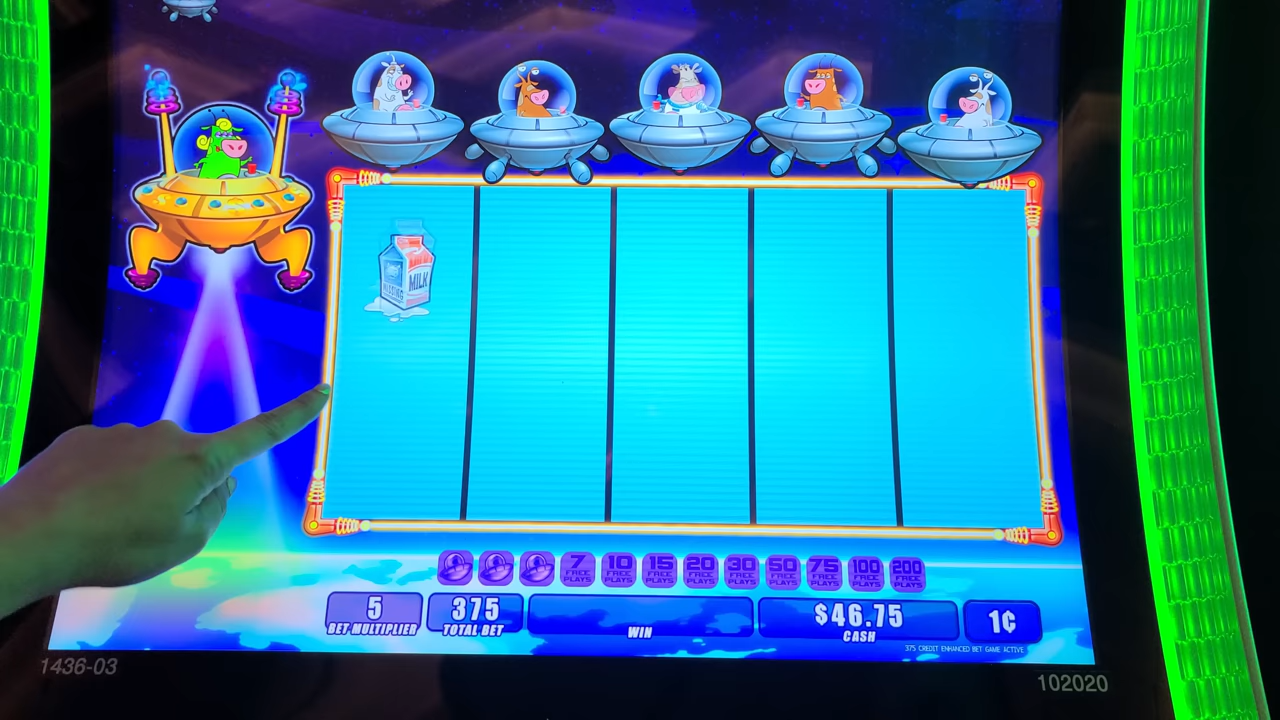 MISSING
MILK
7 FREE PLAYS
10 FREE PLAYS
15 FREE PLAYS
20 FREE PLAYS
30 FREE PLAYS
50 FREE PLAYS
75 FREE PLAYS
100 FREE PLAYS
200 FREE PLAYS
5
BET MULTIPLIER
375
TOTAL BET
WIN
$46.75
CASH
1¢
375 CREDIT ENHANCED BET GAME ACTIVE
1436-03
102020